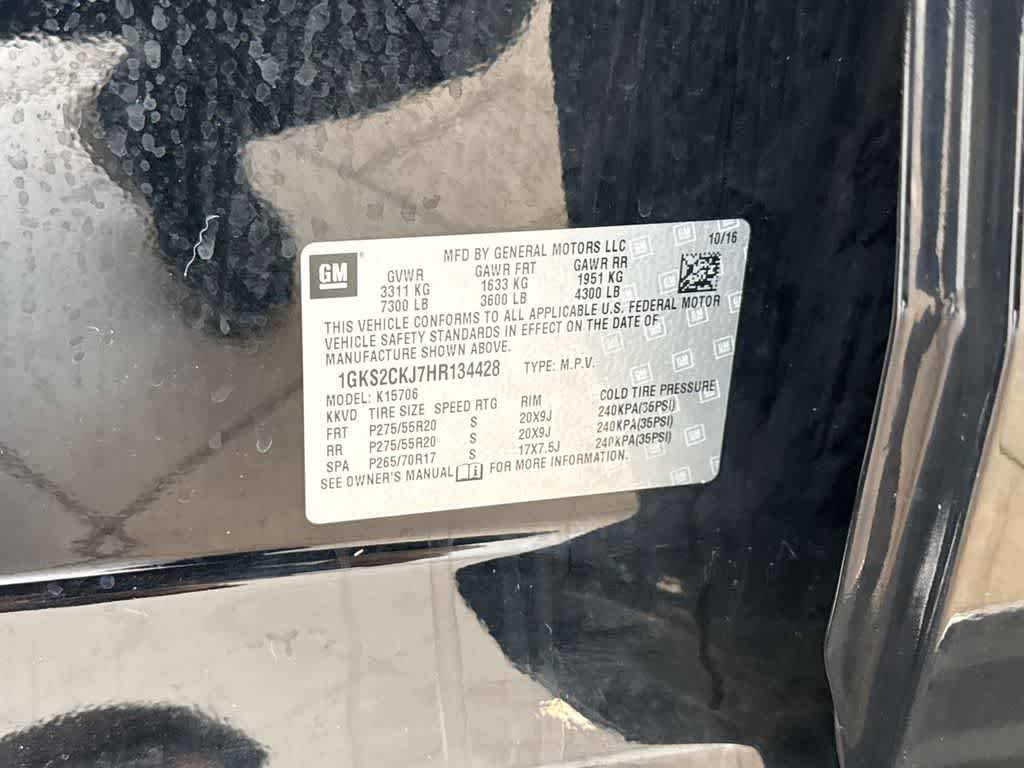 GM
MFD BY GENERAL MOTORS LLC 10/16
GVWR GAWR FRT GAWR RR
3311 KG 1633 KG 1951 KG
7300 LB 3600 LB 4300 LB
THIS VEHICLE CONFORMS TO ALL APPLICABLE U.S. FEDERAL MOTOR
VEHICLE SAFETY STANDARDS IN EFFECT ON THE DATE OF
MANUFACTURE SHOWN ABOVE.
1GKS2CKJ7HR134428 TYPE: M.P.V.
MODEL: K15706
KKVD TIRE SIZE SPEED RTG RIM COLD TIRE PRESSURE
FRT P275/55R20 S 20X9J 240KPA(35PSI)
RR P275/55R20 S 20X9J 240KPA(35PSI)
SPA P265/70R17 S 17X7.5J 240KPA(35PSI)
SEE OWNER'S MANUAL FOR MORE INFORMATION.